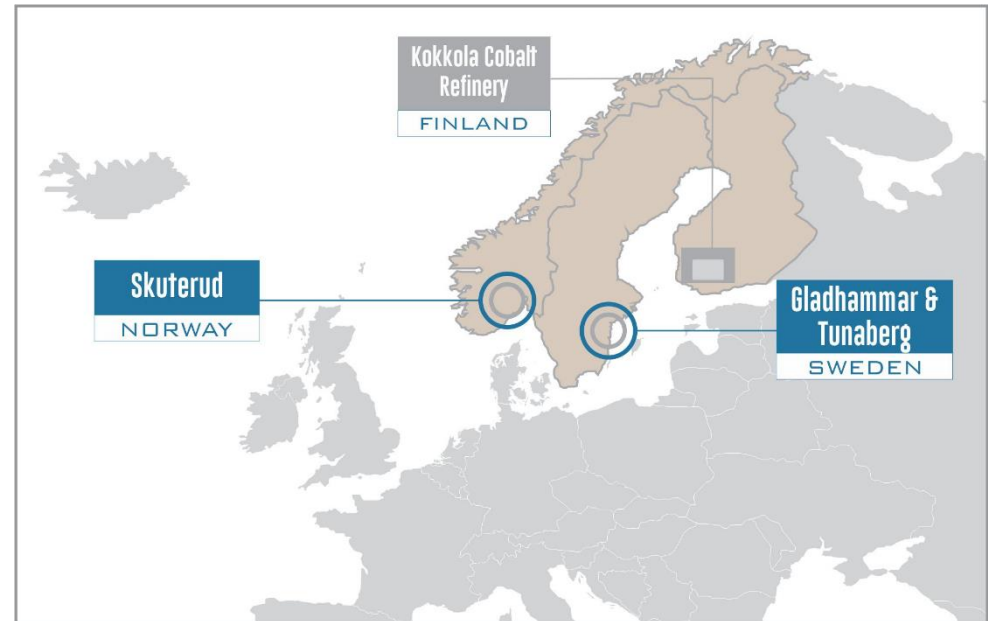 Kokkola Cobalt
Refinery
FINLAND
Skuterud
NORWAY
Gladhammar &
Tunaberg
SWEDEN